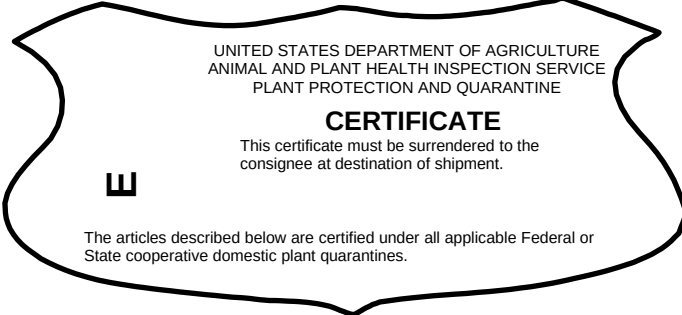 UNITED STATES DEPARTMENT OF AGRICULTURE
ANIMAL AND PLANT HEALTH INSPECTION SERVICE
PLANT PROTECTION AND QUARANTINE
CERTIFICATE
This certificate must be surrendered to the
consignee at destination of shipment.
E
The articles described below are certified under all applicable Federal or
State cooperative domestic plant quarantines.